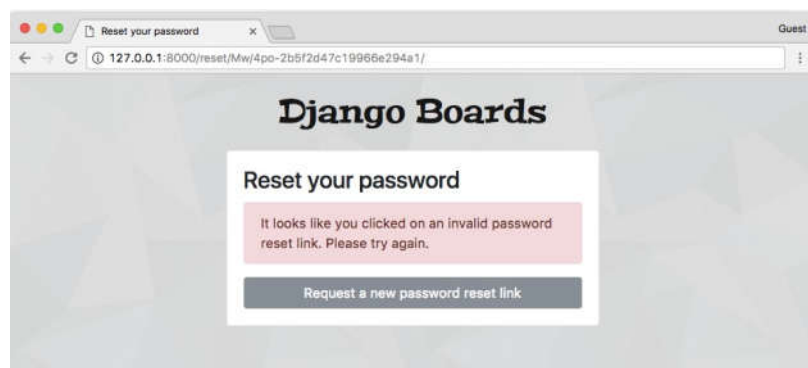 Reset your password
Guest
127.0.0.1:8000/reset/Mw/4po-2b5f2d47c19966e294a1/
Django Boards
Reset your password
It looks like you clicked on an invalid password
reset link. Please try again.
Request a new password reset link